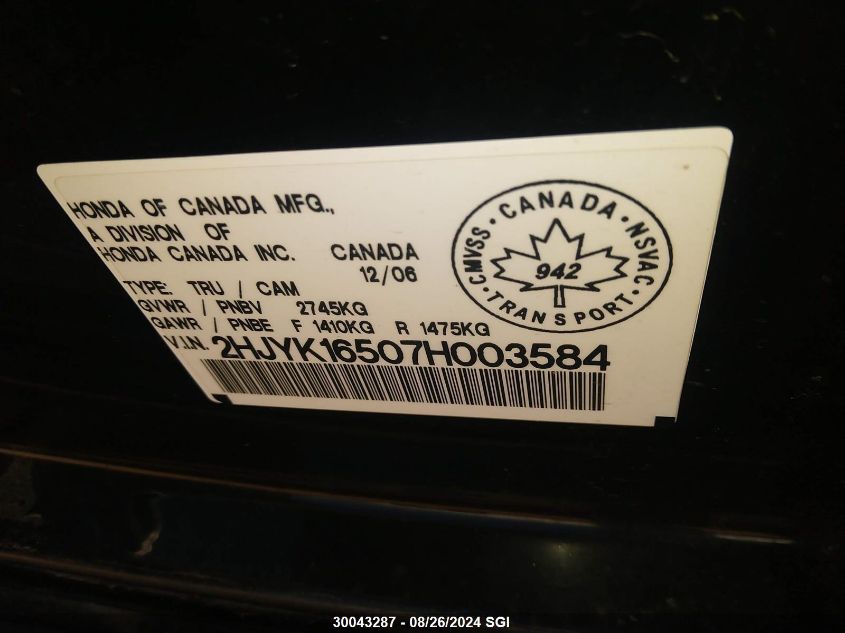 HONDA OF CANADA MFG.,
A DIVISION OF
HONDA CANADA INC. CANADA
12/06
TYPE: TRU / CAM
GVWR / PNBV 2745KG
GAWR / PNBE F 1410KG R 1475KG
V.I.N. 2HJYK16507H003584
CMVSS · CANADA · NSVAC · TRANSPORT ·
942
30043287 - 08/26/2024 SGI